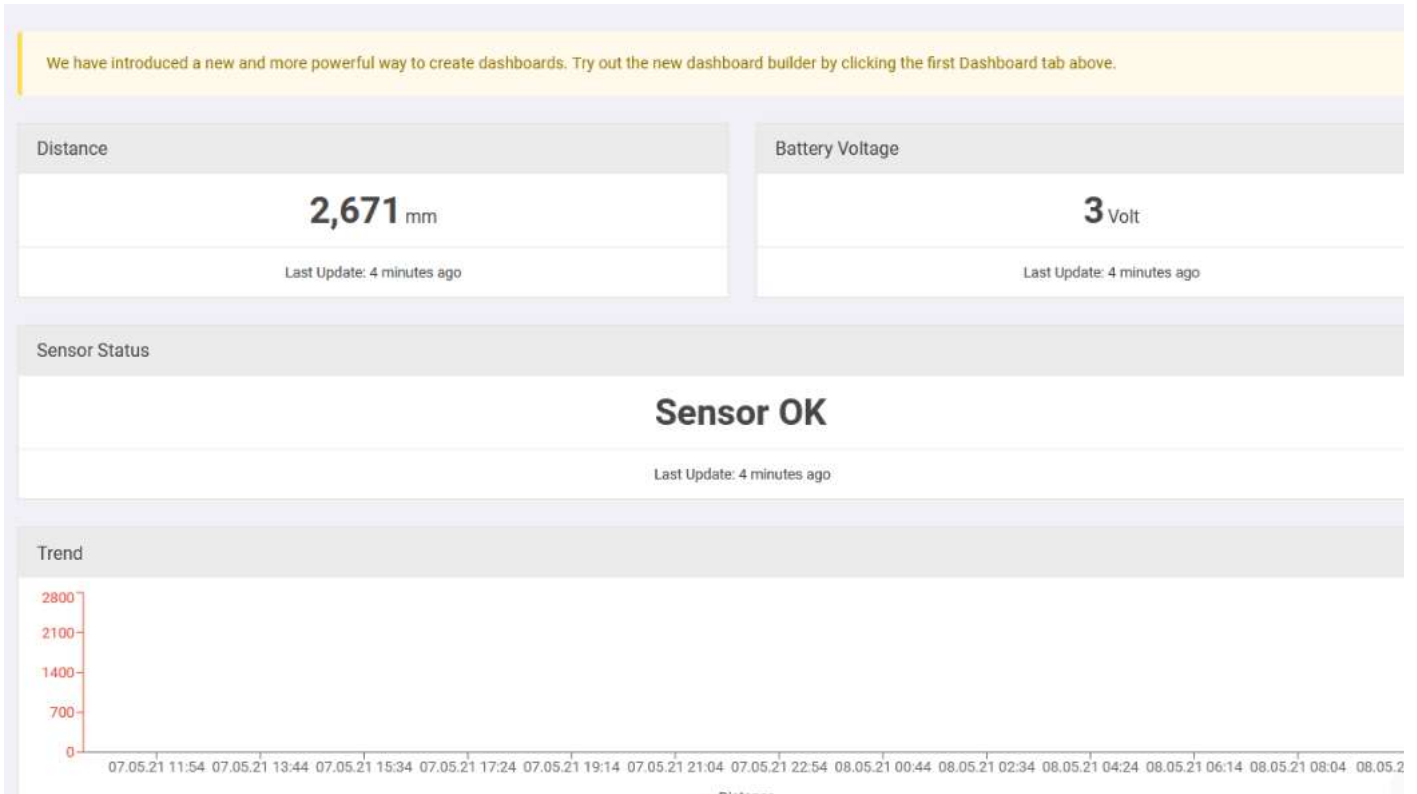 We have introduced a new and more powerful way to create dashboards. Try out the new dashboard builder by clicking the first Dashboard tab above.
Distance
2,671 mm
Last Update: 4 minutes ago
Battery Voltage
3 Volt
Last Update: 4 minutes ago
Sensor Status
Sensor OK
Last Update: 4 minutes ago
Trend
2800
2100
1400
700
0
07.05.21 11:54 07.05.21 13:44 07.05.21 15:34 07.05.21 17:24 07.05.21 19:14 07.05.21 21:04 07.05.21 22:54 08.05.21 00:44 08.05.21 02:34 08.05.21 04:24 08.05.21 06:14 08.05.21 08:04 08.05.2